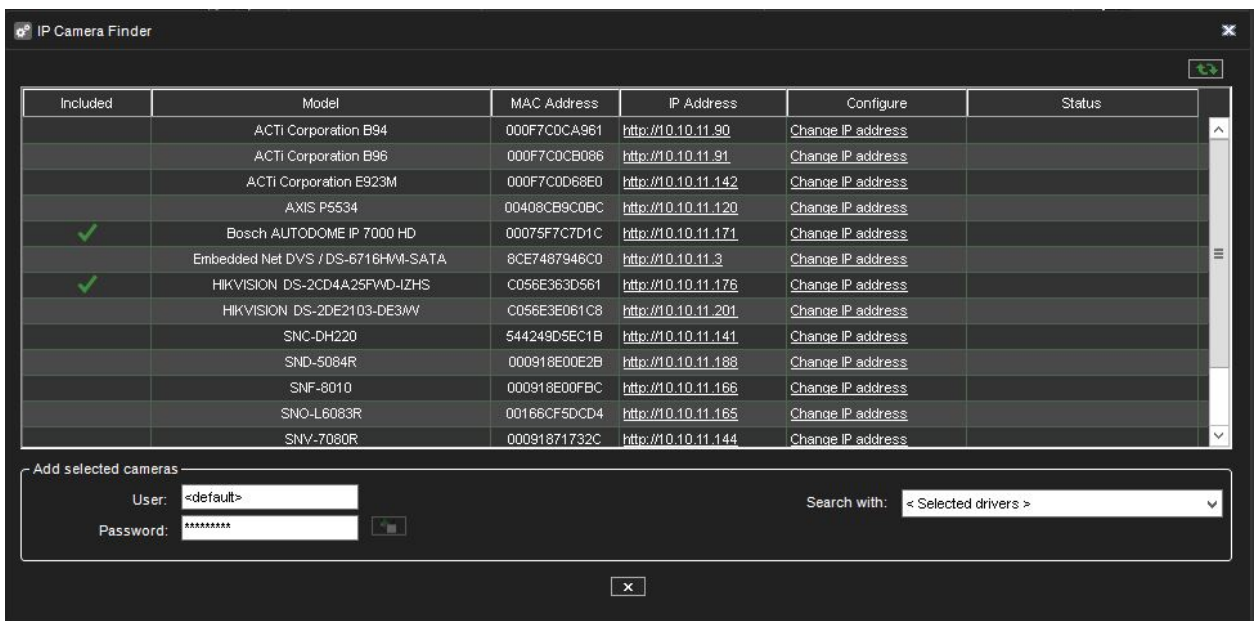 IP Camera Finder
Included Model MAC Address IP Address Configure Status
ACTi Corporation B94 000F7C0CA961 http://10.10.11.90 Change IP address
ACTi Corporation B96 000F7C0CB086 http://10.10.11.91 Change IP address
ACTi Corporation E923M 000F7C0D68E0 http://10.10.11.142 Change IP address
AXIS P5534 00408CB9C0BC http://10.10.11.120 Change IP address
Bosch AUTODOME IP 7000 HD 00075F7C7D1C http://10.10.11.171 Change IP address
Embedded Net DVS / DS-6716HWI-SATA 8CE7487946C0 http://10.10.11.3 Change IP address
HIKVISION DS-2CD4A25FWD-IZHS C056E363D561 http://10.10.11.176 Change IP address
HIKVISION DS-2DE2103-DE3/W C056E3E061C8 http://10.10.11.201 Change IP address
SNC-DH220 544249D5EC1B http://10.10.11.141 Change IP address
SND-5084R 000918E00E2B http://10.10.11.188 Change IP address
SNF-8010 000918E00FBC http://10.10.11.166 Change IP address
SNO-L6083R 00166CF5DCD4 http://10.10.11.165 Change IP address
SNV-7080R 00091871732C http://10.10.11.144 Change IP address
Add selected cameras
User: <default> Search with: < Selected drivers >
Password: *********